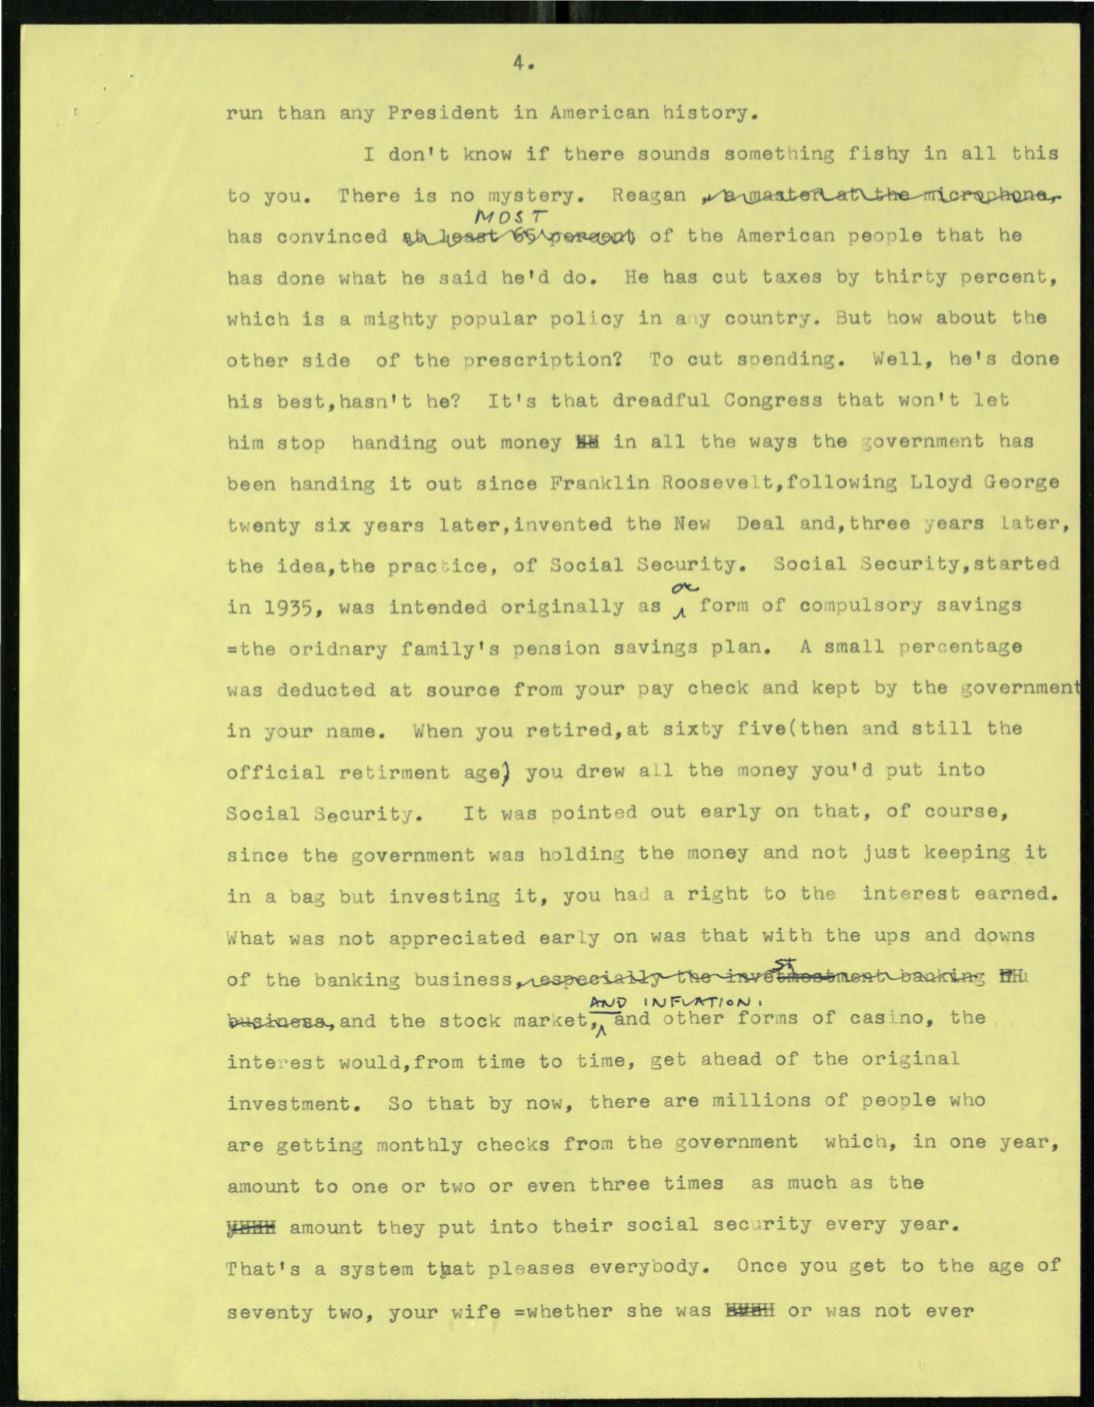 4.
run than any President in American history.
I don't know if there sounds something fishy in all this
to you. There is no mystery. Reagan , a master at the microphone,
MOST
has convinced at least 65 percent of the American people that he
has done what he said he'd do. He has cut taxes by thirty percent,
which is a mighty popular policy in any country. But how about the
other side of the prescription? To cut spending. Well, he's done
his best,hasn't he? It's that dreadful Congress that won't let
him stop handing out money in all the ways the government has
been handing it out since Franklin Roosevelt,following Lloyd George
twenty six years later,invented the New Deal and,three years later,
the idea,the practice, of Social Security. Social Security,started
a
in 1935, was intended originally as form of compulsory savings
=the oridnary family's pension savings plan. A small percentage
was deducted at source from your pay check and kept by the government
in your name. When you retired,at sixty five(then and still the
official retirment age) you drew all the money you'd put into
Social Security. It was pointed out early on that, of course,
since the government was holding the money and not just keeping it
in a bag but investing it, you had a right to the interest earned.
What was not appreciated early on was that with the ups and downs
st
of the banking business, especially the investmestment banking
AND INFLATION.
business,and the stock market, and other forms of casino, the
interest would,from time to time, get ahead of the original
investment. So that by now, there are millions of people who
are getting monthly checks from the government which, in one year,
amount to one or two or even three times as much as the
amount they put into their social security every year.
That's a system that pleases everybody. Once you get to the age of
seventy two, your wife =whether she was or was not ever